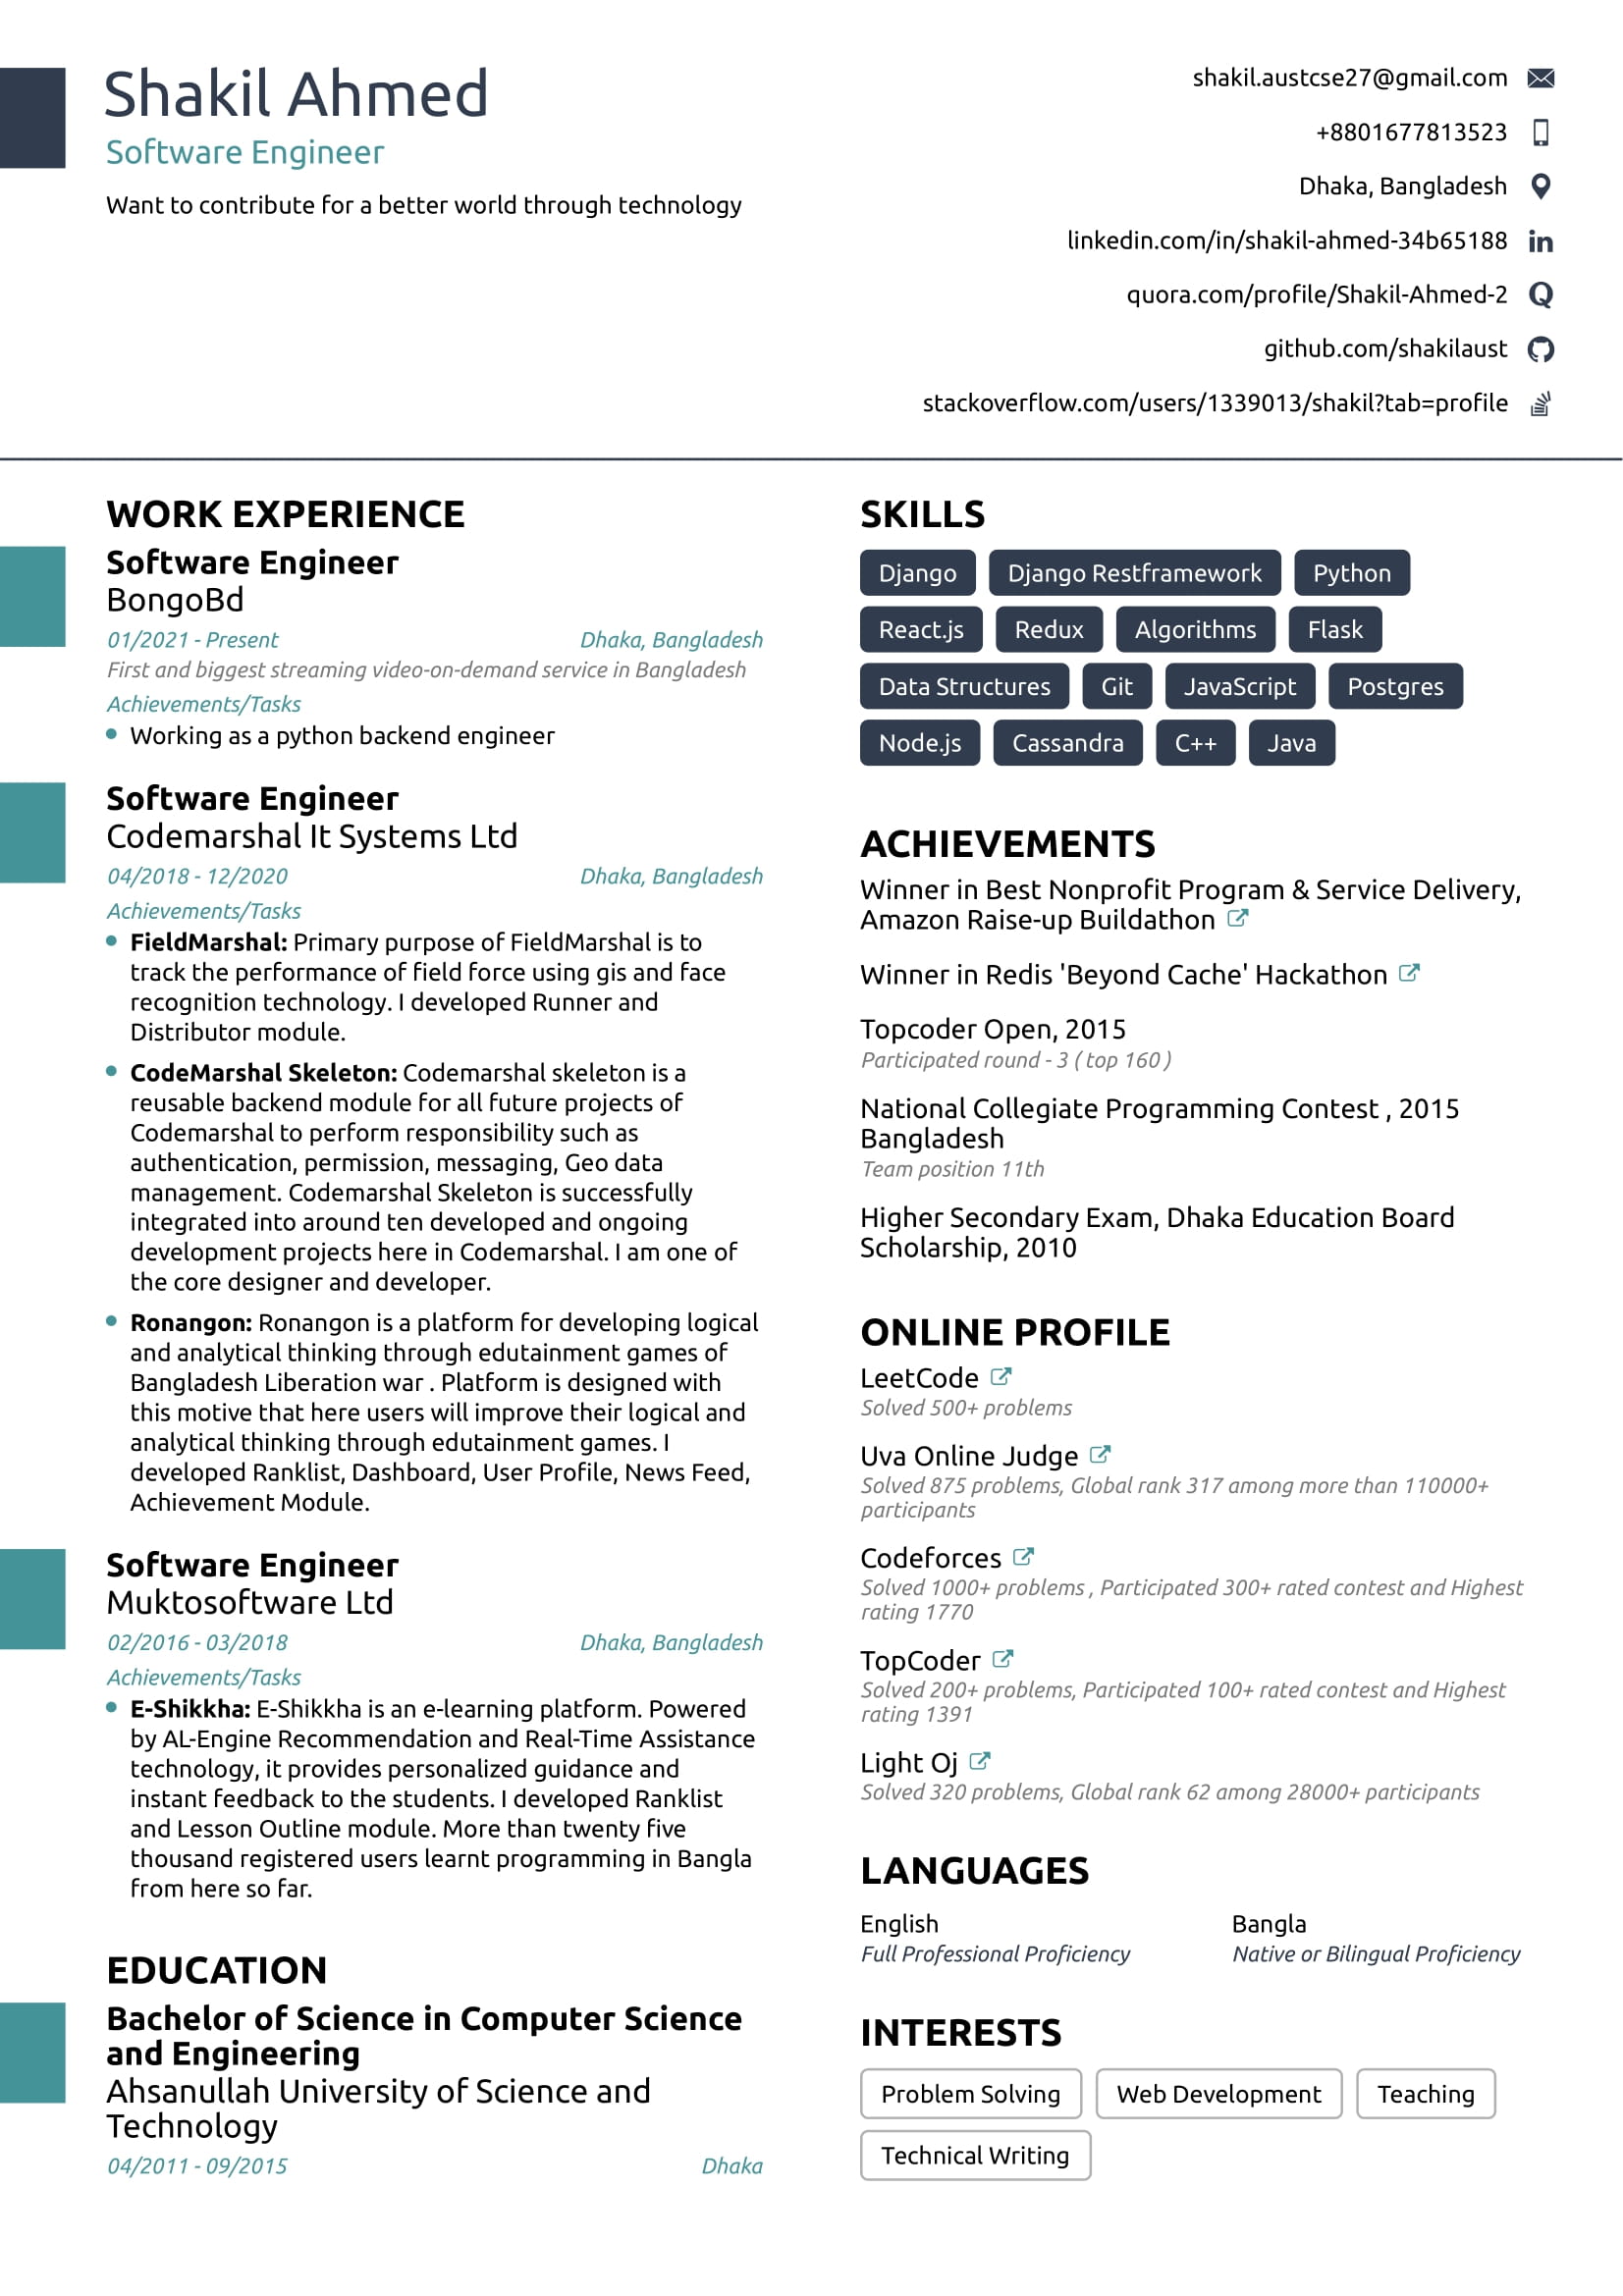 Shakil Ahmed
Software Engineer
Want to contribute for a better world through technology
shakil.austcse27@gmail.com
+8801677813523
Dhaka, Bangladesh
linkedin.com/in/shakil-ahmed-34b65188
quora.com/profile/Shakil-Ahmed-2
github.com/shakilaust
stackoverflow.com/users/1339013/shakil?tab=profile
WORK EXPERIENCE
Software Engineer
BongoBd
01/2021 - Present Dhaka, Bangladesh
First and biggest streaming video-on-demand service in Bangladesh
Achievements/Tasks
Working as a python backend engineer
Software Engineer
Codemarshal It Systems Ltd
04/2018 - 12/2020 Dhaka, Bangladesh
Achievements/Tasks
FieldMarshal: Primary purpose of FieldMarshal is to
track the performance of field force using gis and face
recognition technology. I developed Runner and
Distributor module.
CodeMarshal Skeleton: Codemarshal skeleton is a
reusable backend module for all future projects of
Codemarshal to perform responsibility such as
authentication, permission, messaging, Geo data
management. Codemarshal Skeleton is successfully
integrated into around ten developed and ongoing
development projects here in Codemarshal. I am one of
the core designer and developer.
Ronangon: Ronangon is a platform for developing logical
and analytical thinking through edutainment games of
Bangladesh Liberation war . Platform is designed with
this motive that here users will improve their logical and
analytical thinking through edutainment games. I
developed Ranklist, Dashboard, User Profile, News Feed,
Achievement Module.
Software Engineer
Muktosoftware Ltd
02/2016 - 03/2018 Dhaka, Bangladesh
Achievements/Tasks
E-Shikkha: E-Shikkha is an e-learning platform. Powered
by AL-Engine Recommendation and Real-Time Assistance
technology, it provides personalized guidance and
instant feedback to the students. I developed Ranklist
and Lesson Outline module. More than twenty five
thousand registered users learnt programming in Bangla
from here so far.
EDUCATION
Bachelor of Science in Computer Science
and Engineering
Ahsanullah University of Science and
Technology
04/2011 - 09/2015 Dhaka
SKILLS
Django Django Restframework Python
React.js Redux Algorithms Flask
Data Structures Git JavaScript Postgres
Node.js Cassandra C++ Java
ACHIEVEMENTS
Winner in Best Nonprofit Program & Service Delivery,
Amazon Raise-up Buildathon
Winner in Redis 'Beyond Cache' Hackathon
Topcoder Open, 2015
Participated round - 3 ( top 160 )
National Collegiate Programming Contest , 2015
Bangladesh
Team position 11th
Higher Secondary Exam, Dhaka Education Board
Scholarship, 2010
ONLINE PROFILE
LeetCode
Solved 500+ problems
Uva Online Judge
Solved 875 problems, Global rank 317 among more than 110000+
participants
Codeforces
Solved 1000+ problems , Participated 300+ rated contest and Highest
rating 1770
TopCoder
Solved 200+ problems, Participated 100+ rated contest and Highest
rating 1391
Light Oj
Solved 320 problems, Global rank 62 among 28000+ participants
LANGUAGES
English Bangla
Full Professional Proficiency Native or Bilingual Proficiency
INTERESTS
Problem Solving Web Development Teaching
Technical Writing